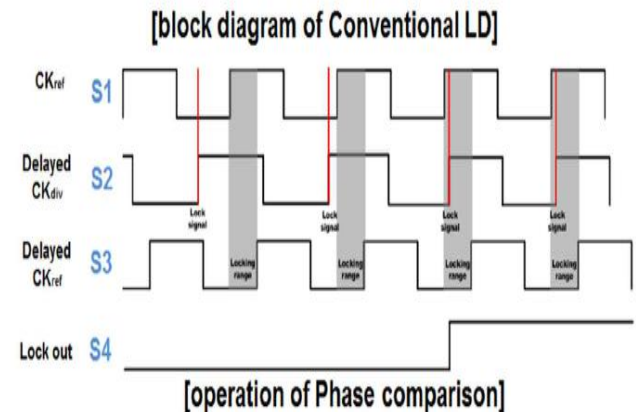 [block diagram of Conventional LD]
CKref S1
Delayed
CKdiv S2
Lock
signal
Lock
signal
Lock
signal
Lock
signal
Delayed
CKref S3
Locking
range
Locking
range
Locking
range
Locking
range
Lock out S4
[operation of Phase comparison]